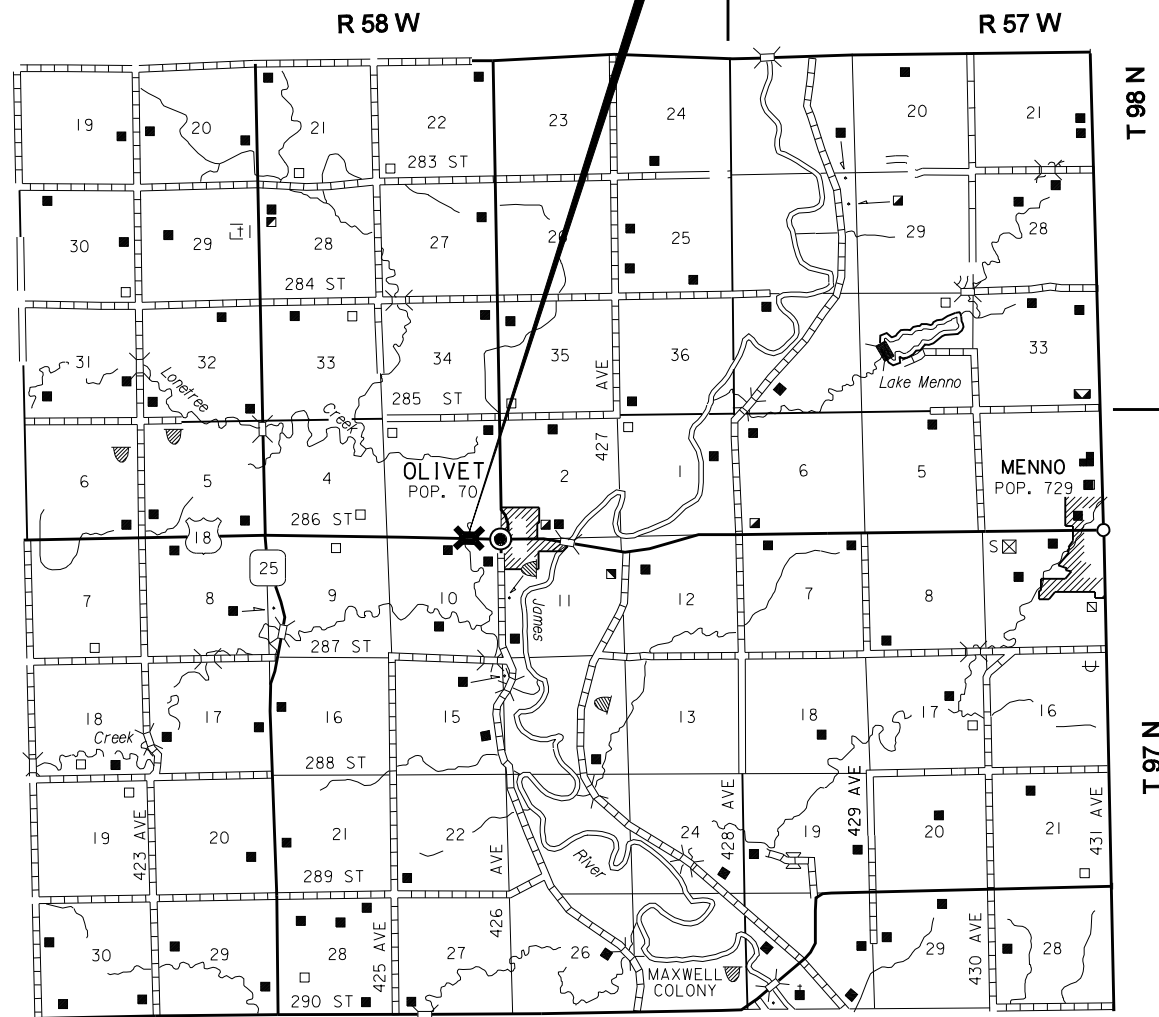 R 58 W R 57 W
T 98 N
19 20 21 22 23 24 20 21
283 ST
30 29 28 27 26 25 29 28
284 ST
31 32 33 34 35 36 33
Lonetree Creek
285 ST
AVE
427
Lake Menno
6 5 4 2 1 6 5
OLIVET
POP. 70
MENNO
POP. 729
286 ST
18
25
S
7 8 9 10 11 12 7 8
James
287 ST
18 17 16 15 13 18 17 16
Creek
288 ST
T 97 N
19 20 21 22 24 19 20 21
423 AVE
AVE
426
428 AVE
429 AVE
431 AVE
289 ST
River
30 29 28 27 26 29 28
425 AVE
430 AVE
MAXWELL
COLONY
290 ST